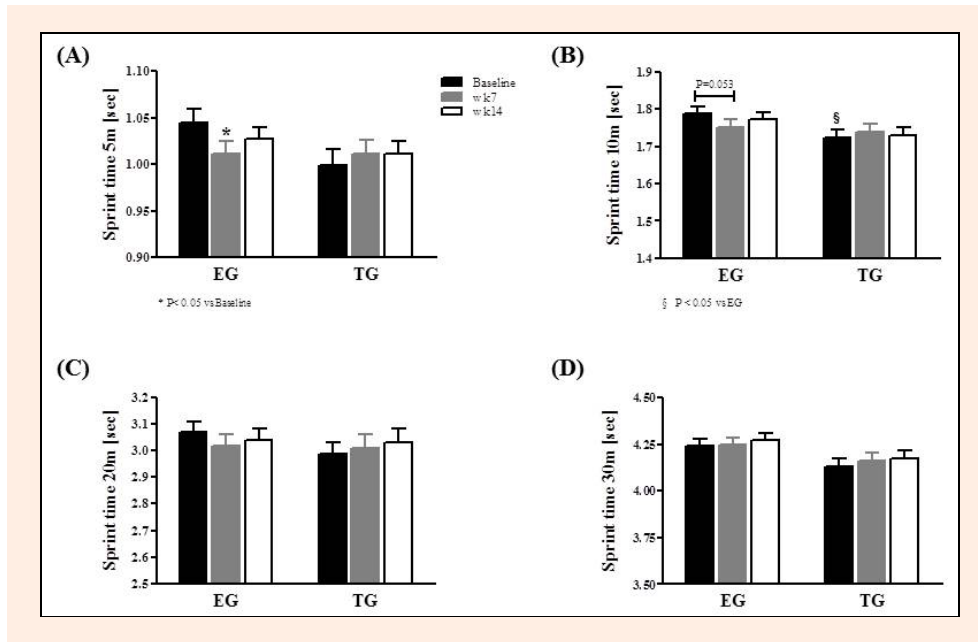 (A)
Sprint time 5m [sec]
1.10
1.05
1.00
0.95
0.90
EG
TG
* P< 0.05 vsBaseline
Baseline
wk7
wk14
(B)
Sprint time 10m [sec]
1.9
1.8
1.7
1.6
1.5
1.4
P=0.053
*
§
EG
TG
§ P <0.05 vsEG
(C)
Sprint time 20m [sec]
3.2
3.1
3.0
2.9
2.8
2.7
2.6
2.5
EG
TG
(D)
Sprint time 30m [sec]
4.50
4.25
4.00
3.75
3.50
EG
TG